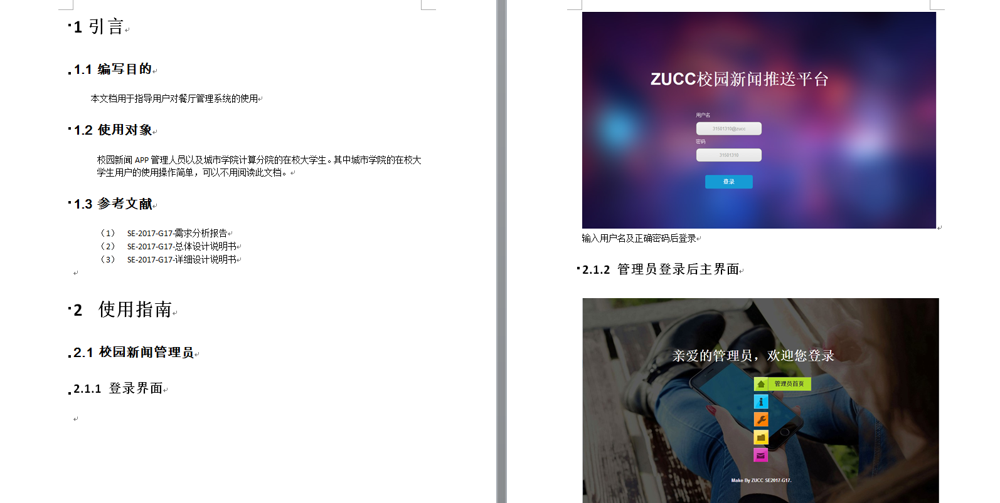 1 引言
1.1 编写目的
本文档用于指导用户对餐厅管理系统的使用
1.2 使用对象
校园新闻 APP 管理人员以及城市学院计算分院的在校大学生。其中城市学院的在校大
学生用户的使用操作简单，可以不用阅读此文档。
1.3 参考文献
（1） SE-2017-G17-需求分析报告
（2） SE-2017-G17-总体设计说明书
（3） SE-2017-G17-详细设计说明书
2 使用指南
2.1 校园新闻管理员
2.1.1 登录界面
ZUCC校园新闻推送平台
用户名
31501310@zucc
密码
31501310
登录
输入用户名及正确密码后登录
2.1.2 管理员登录后主界面
亲爱的管理员，欢迎您登录
管理员首页
Make By ZUCC SE2017-G17.